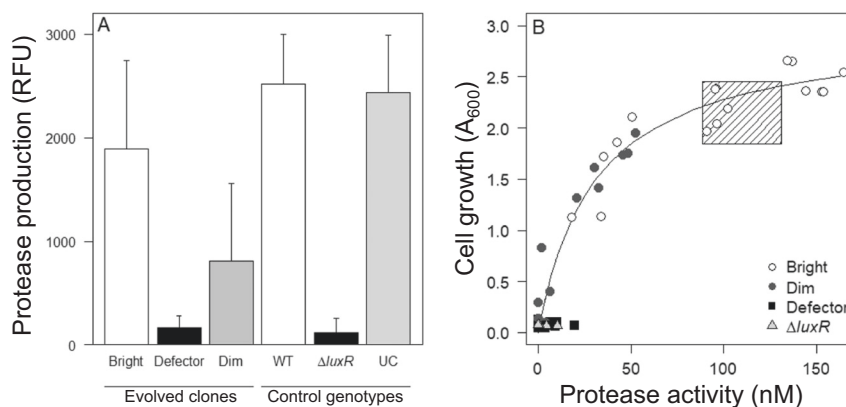 A
Protease production (RFU)
3000
2000
1000
0
Bright Defector Dim WT ΔluxR UC
Evolved clones Control genotypes
B
Cell growth (A600)
3.0
2.5
2.0
1.5
1.0
0.5
0.0
Bright
Dim
Defector
ΔluxR
0 50 100 150
Protease activity (nM)